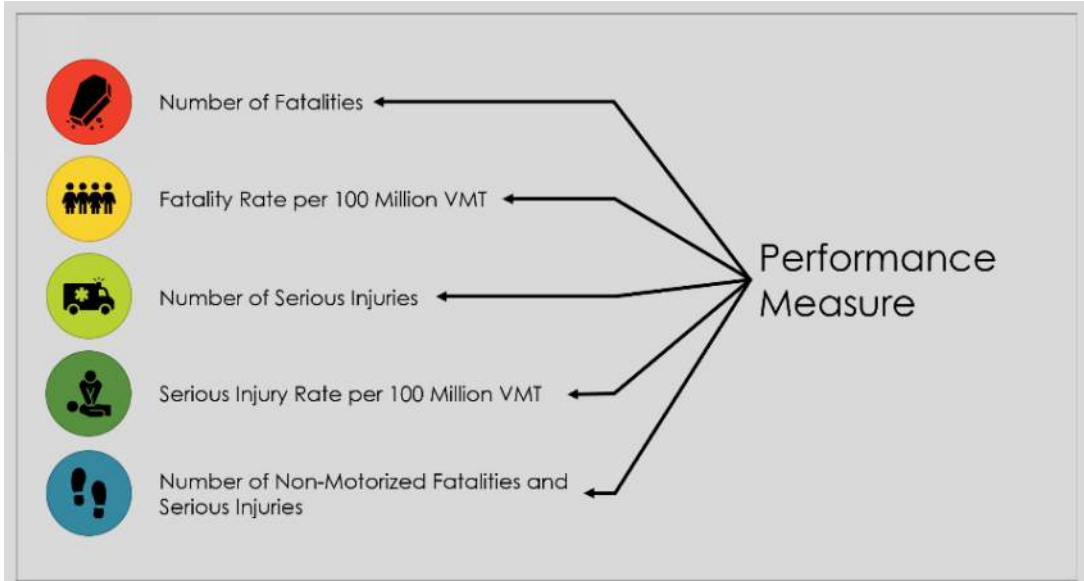 Number of Fatalities
Fatality Rate per 100 Million VMT
Number of Serious Injuries
Serious Injury Rate per 100 Million VMT
Number of Non-Motorized Fatalities and
Serious Injuries
Performance
Measure